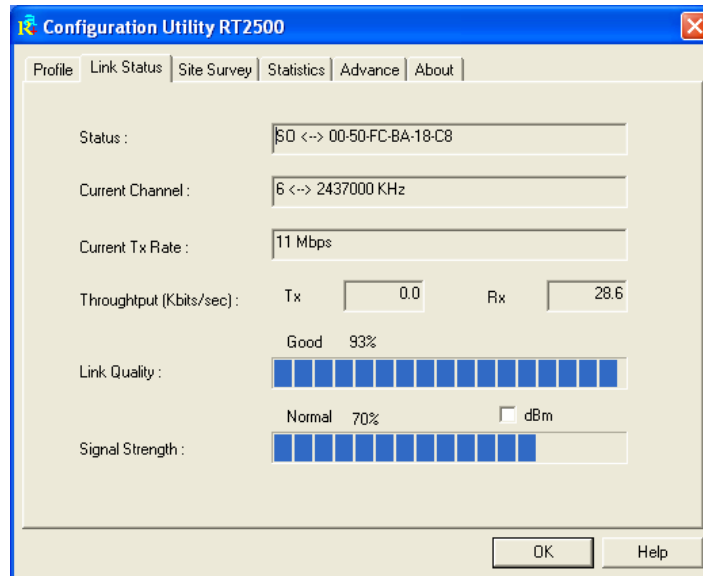 Configuration Utility RT2500
Profile Link Status Site Survey Statistics Advance About
Status : SO <--> 00-50-FC-BA-18-C8
Current Channel : 6 <--> 2437000 KHz
Current Tx Rate : 11 Mbps
Throughtput (Kbits/sec) : Tx 0.0 Rx 28.6
Good 93%
Link Quality :
Normal 70% dBm
Signal Strength :
OK Help